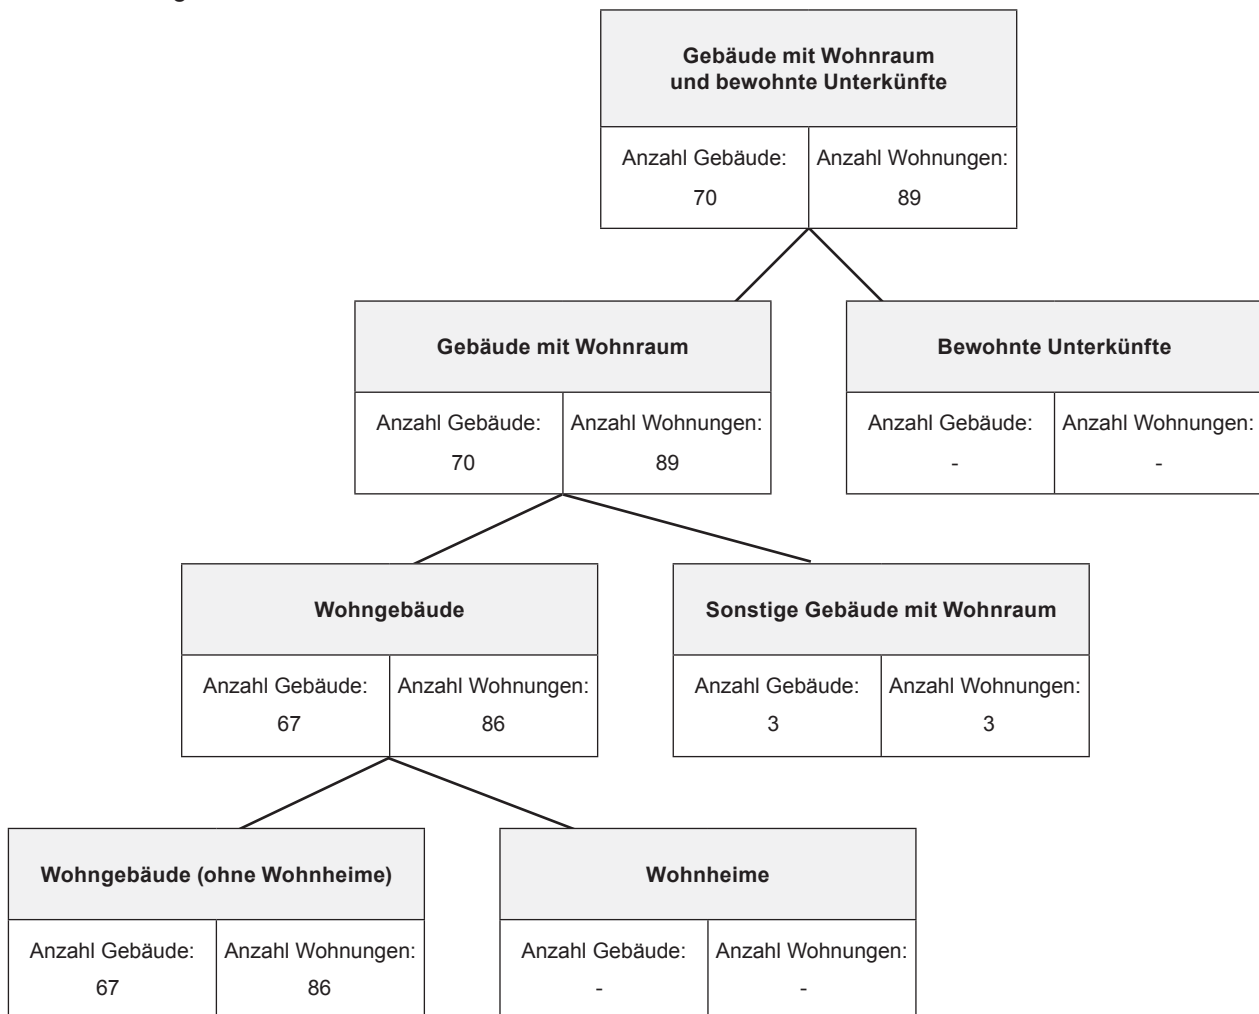 Gebäude mit Wohnraum
und bewohnte Unterkünfte
Anzahl Gebäude: Anzahl Wohnungen:
70 89
Gebäude mit Wohnraum
Anzahl Gebäude: Anzahl Wohnungen:
70 89
Bewohnte Unterkünfte
Anzahl Gebäude: Anzahl Wohnungen:
- -
Wohngebäude
Anzahl Gebäude: Anzahl Wohnungen:
67 86
Sonstige Gebäude mit Wohnraum
Anzahl Gebäude: Anzahl Wohnungen:
3 3
Wohngebäude (ohne Wohnheime)
Anzahl Gebäude: Anzahl Wohnungen:
67 86
Wohnheime
Anzahl Gebäude: Anzahl Wohnungen:
- -